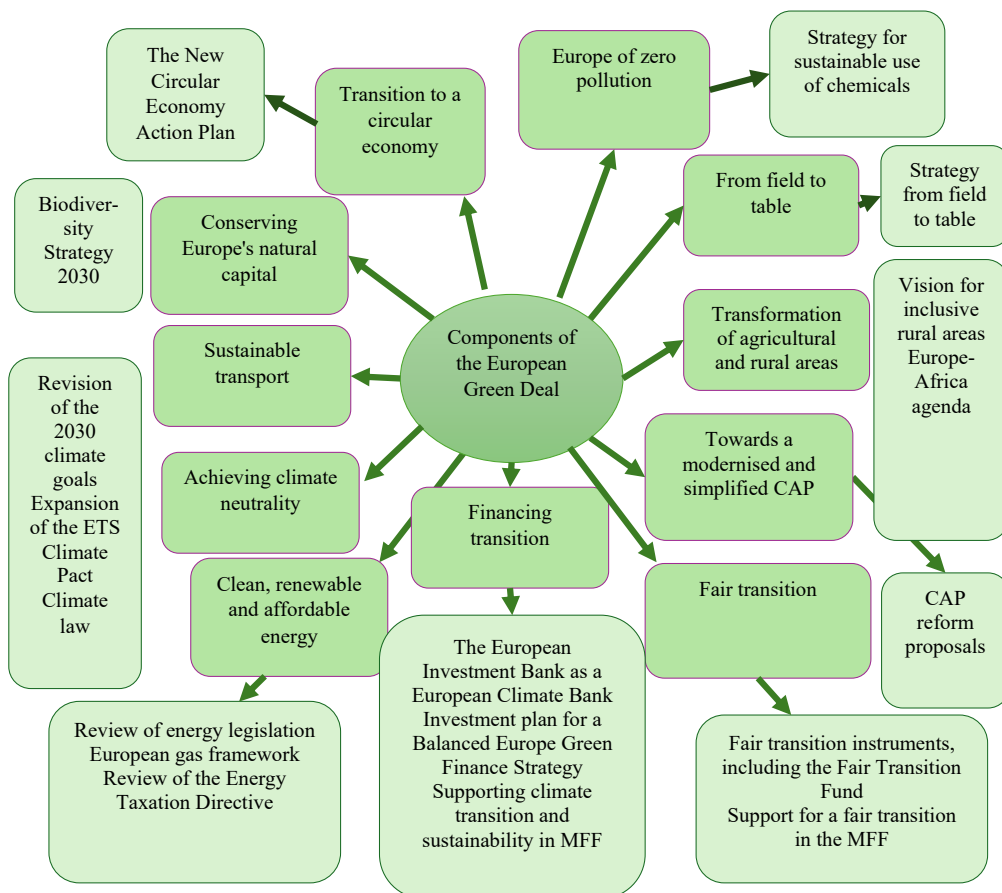 The New
Circular
Economy
Action Plan
Transition to a
circular
economy
Europe of zero
pollution
Strategy for
sustainable use
of chemicals
Biodiver-
sity
Strategy
2030
Conserving
Europe's natural
capital
From field to
table
Strategy
from field
to table
Components of
the European
Green Deal
Sustainable
transport
Transformation
of agricultural
and rural areas
Vision for
inclusive
rural areas
Europe-
Africa
agenda
Revision
of the
2030
climate
goals
Expansion
of the ETS
Climate
Pact
Climate
law
Achieving climate
neutrality
Financing
transition
Towards a
modernised and
simplified CAP
Clean, renewable
and affordable
energy
Fair transition
CAP
reform
proposals
Review of energy legislation
European gas framework
Review of the Energy
Taxation Directive
The European
Investment Bank as a
European Climate Bank
Investment plan for a
Balanced Europe Green
Finance Strategy
Supporting climate
transition and
sustainability in MFF
Fair transition instruments,
including the Fair Transition
Fund
Support for a fair transition
in the MFF